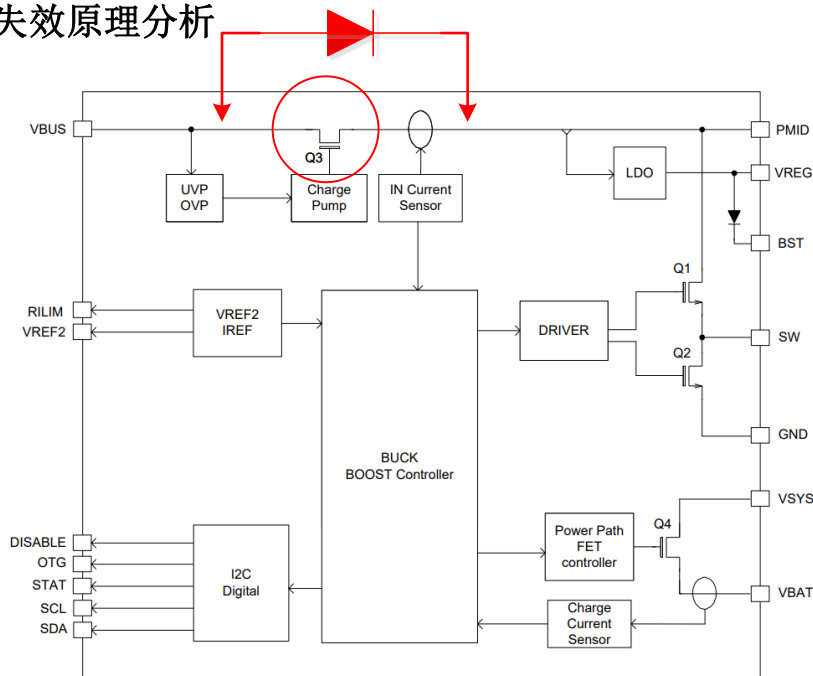 失效原理分析
VBUS
PMID
Q3
UVP
OVP
Charge
Pump
IN Current
Sensor
LDO
VREG
BST
Q1
RILIM
VREF2
VREF2
IREF
DRIVER
SW
Q2
GND
BUCK
BOOST Controller
VSYS
Q4
Power Path
FET
controller
DISABLE
OTG
STAT
SCL
SDA
I2C
Digital
VBAT
Charge
Current
Sensor